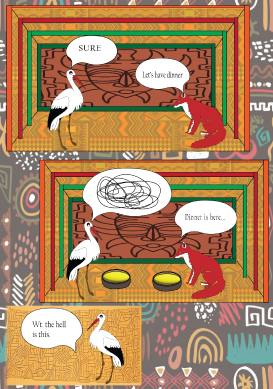 SURE
Let's have dinner
Dinner is here...
Wt. the hell
is this.